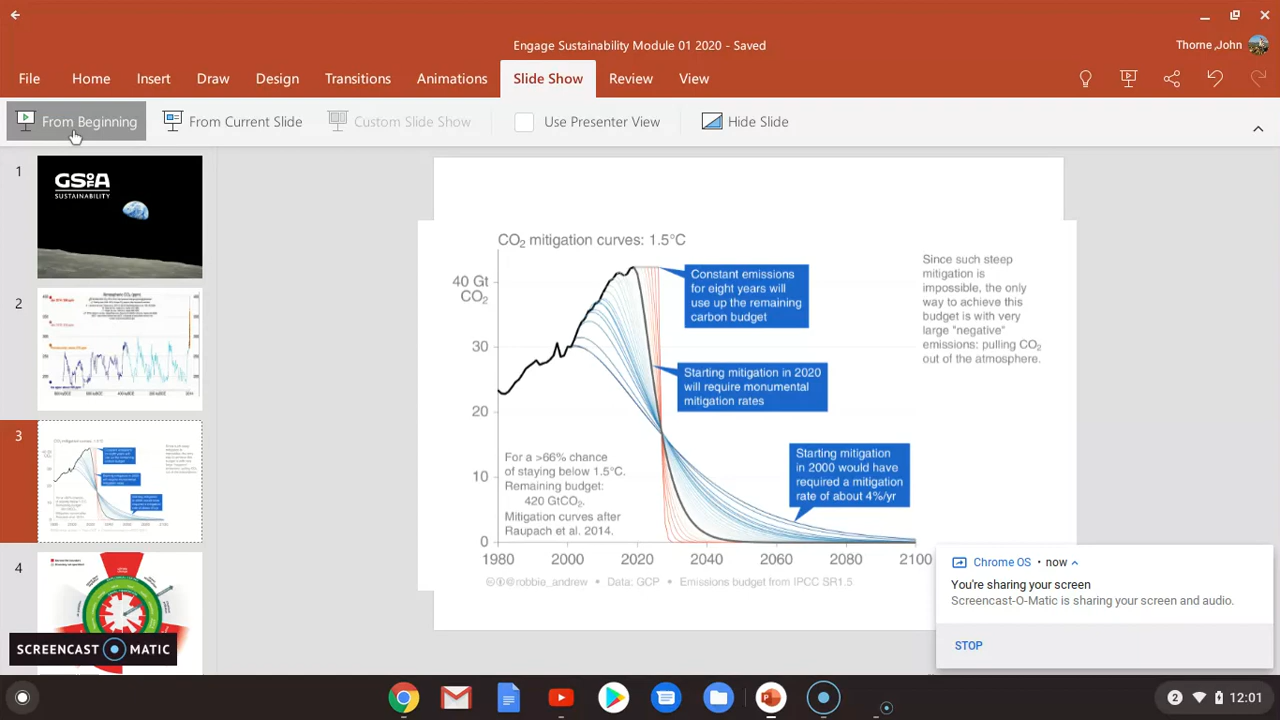 Engage Sustainability Module 01 2020 - Saved
Thorne ,John
File
Home
Insert
Draw
Design
Transitions
Animations
Slide Show
Review
View
From Beginning
From Current Slide
Custom Slide Show
Use Presenter View
Hide Slide
1
GSofA
SUSTAINABILITY
2
3
4
CO₂ mitigation curves: 1.5°C
40 Gt
CO₂
30
20
10
0
1980
2000
2020
2040
2060
2080
2100
Constant emissions
for eight years will
use up the remaining
carbon budget
Starting mitigation in 2020
will require monumental
mitigation rates
Starting mitigation
in 2000 would have
required a mitigation
rate of about 4%/yr
For a >66% chance
of staying below 1.5°C.
Remaining budget:
420 GtCO₂.
Mitigation curves after
Raupach et al. 2014.
Since such steep
mitigation is
impossible, the only
way to achieve this
budget is with very
large "negative"
emissions: pulling CO₂
out of the atmosphere.
@robbie_andrew • Data: GCP • Emissions budget from IPCC SR1.5
Chrome OS • now
You're sharing your screen
Screencast-O-Matic is sharing your screen and audio.
STOP
SCREENCAST MATIC
2
12:01